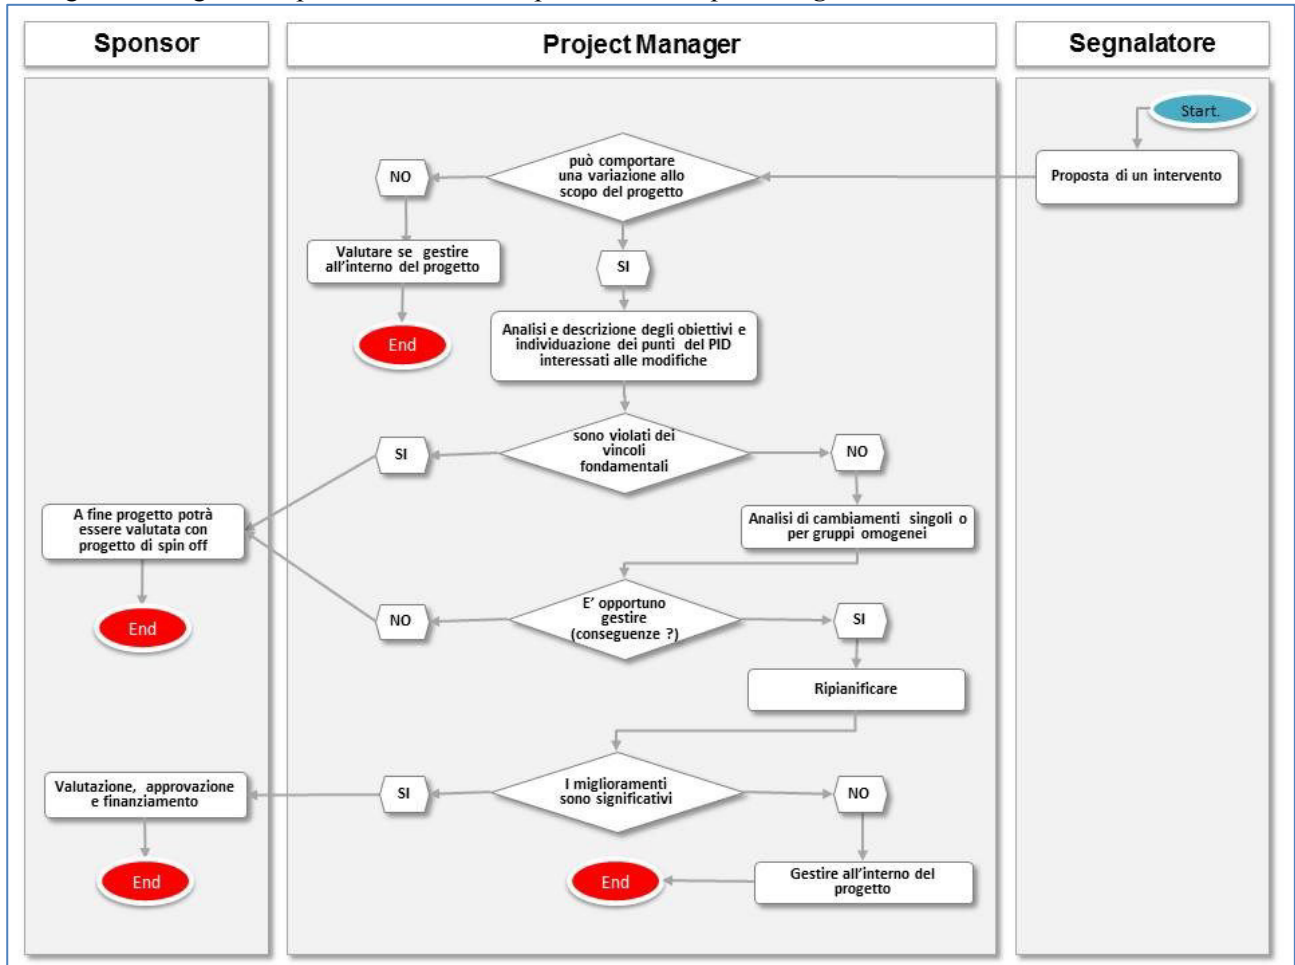 Sponsor
Project Manager
Segnalatore
Start.
Proposta di un intervento
può comportare
una variazione allo
scopo del progetto
NO
SI
Valutare se gestire
all'interno del progetto
End
Analisi e descrizione degli obiettivi e
individuazione dei punti del PID
interessati alle modifiche
sono violati dei
vincoli
fondamentali
SI
NO
A fine progetto potrà
essere valutata con
progetto di spin off
Analisi di cambiamenti singoli o
per gruppi omogenei
End
E' opportuno
gestire
(conseguenze ?)
NO
SI
Ripianificare
I miglioramenti
sono significativi
SI
NO
Valutazione, approvazione
e finanziamento
End
Gestire all'interno del
progetto
End